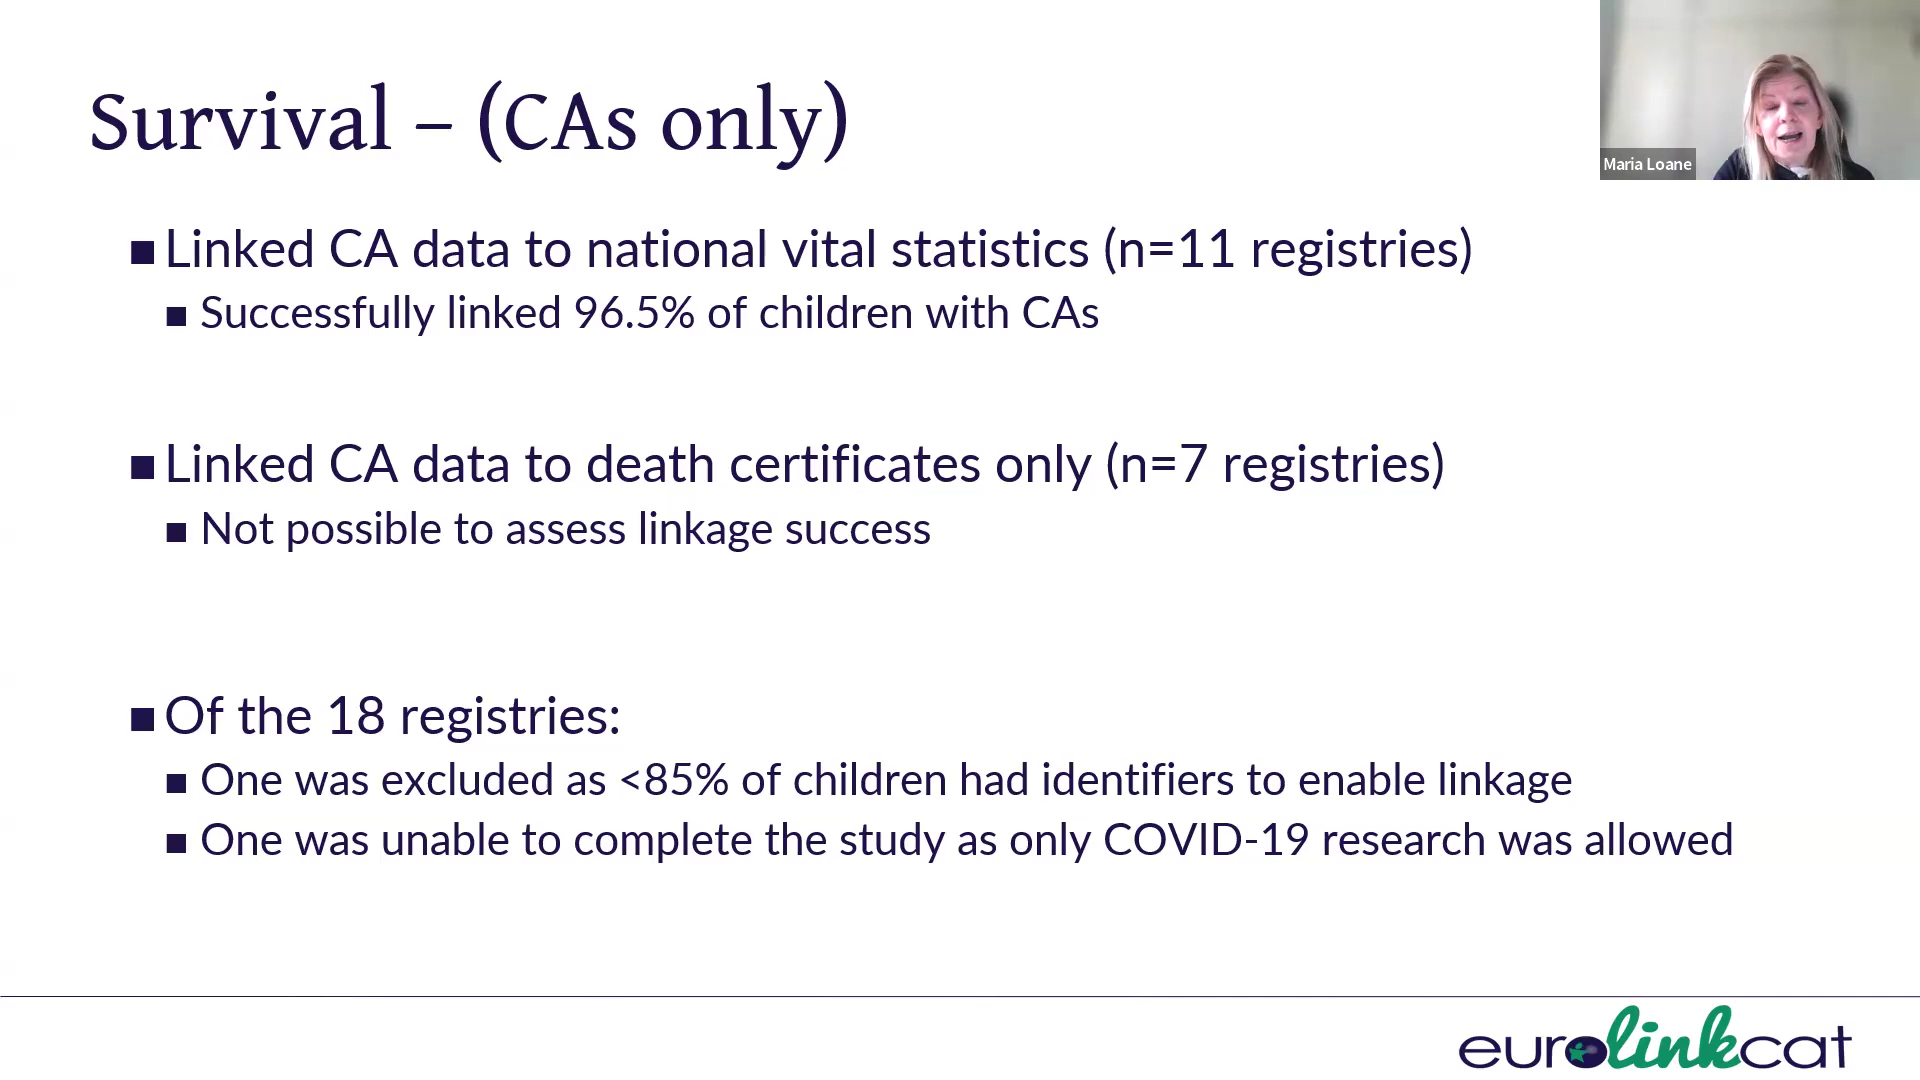 Survival – (CAs only)
Maria Loane
■ Linked CA data to national vital statistics (n=11 registries)
■ Successfully linked 96.5% of children with CAs
■ Linked CA data to death certificates only (n=7 registries)
■ Not possible to assess linkage success
■ Of the 18 registries:
■ One was excluded as <85% of children had identifiers to enable linkage
■ One was unable to complete the study as only COVID-19 research was allowed
eurolinkcat